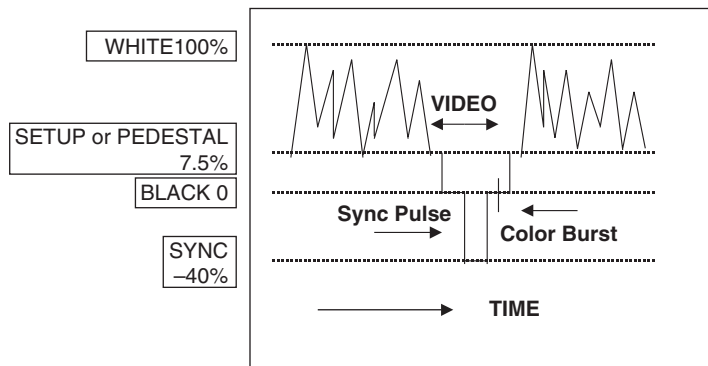 WHITE100%
VIDEO
SETUP or PEDESTAL
7.5%
BLACK 0
Sync Pulse
Color Burst
SYNC
–40%
TIME